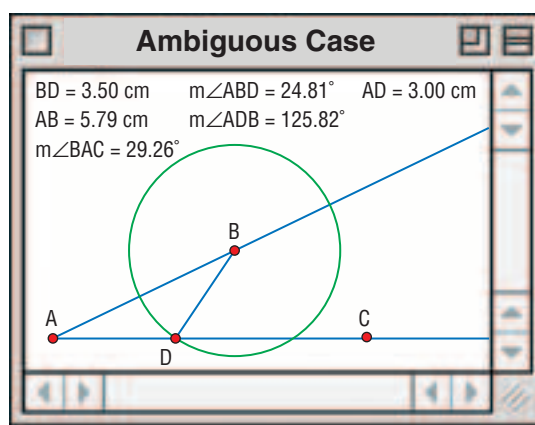 Ambiguous Case
BD = 3.50 cm m∠ABD = 24.81˚ AD = 3.00 cm
AB = 5.79 cm m∠ADB = 125.82˚
m∠BAC = 29.26˚
B
A
C
D